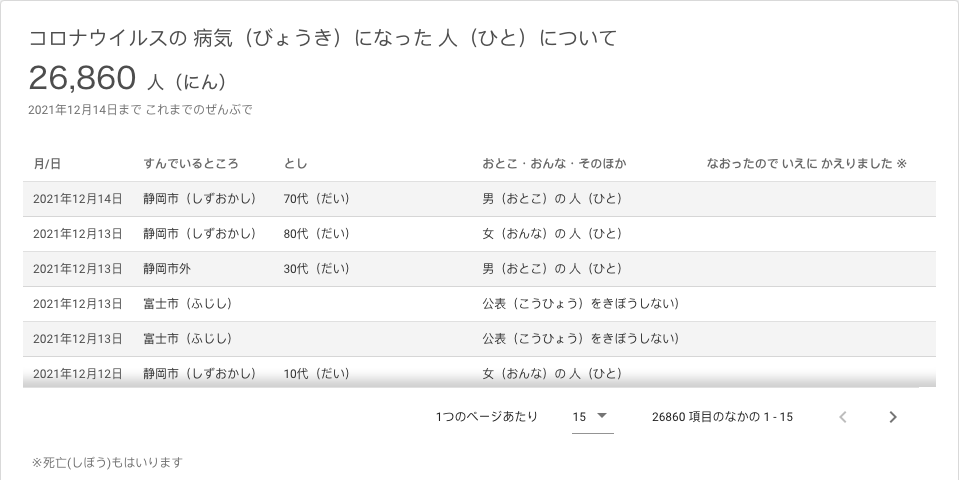 コロナウイルスの 病気（びょうき）になった 人（ひと）について
26,860 人（にん）
2021年12月14日まで これまでのぜんぶで
月/日 すんでいるところ とし おとこ・おんな・そのほか なおったので いえに かえりました ※
2021年12月14日 静岡市（しずおかし） 70代（だい） 男（おとこ）の 人（ひと）
2021年12月13日 静岡市（しずおかし） 80代（だい） 女（おんな）の 人（ひと）
2021年12月13日 静岡市外 30代（だい） 男（おとこ）の 人（ひと）
2021年12月13日 富士市（ふじし） 公表（こうひょう）をきぼうしない）
2021年12月13日 富士市（ふじし） 公表（こうひょう）をきぼうしない）
2021年12月12日 静岡市（しずおかし） 10代（だい） 女（おんな）の 人（ひと）
1つのページあたり 15 26860 項目のなかの 1 - 15
※死亡(しぼう)もはいります